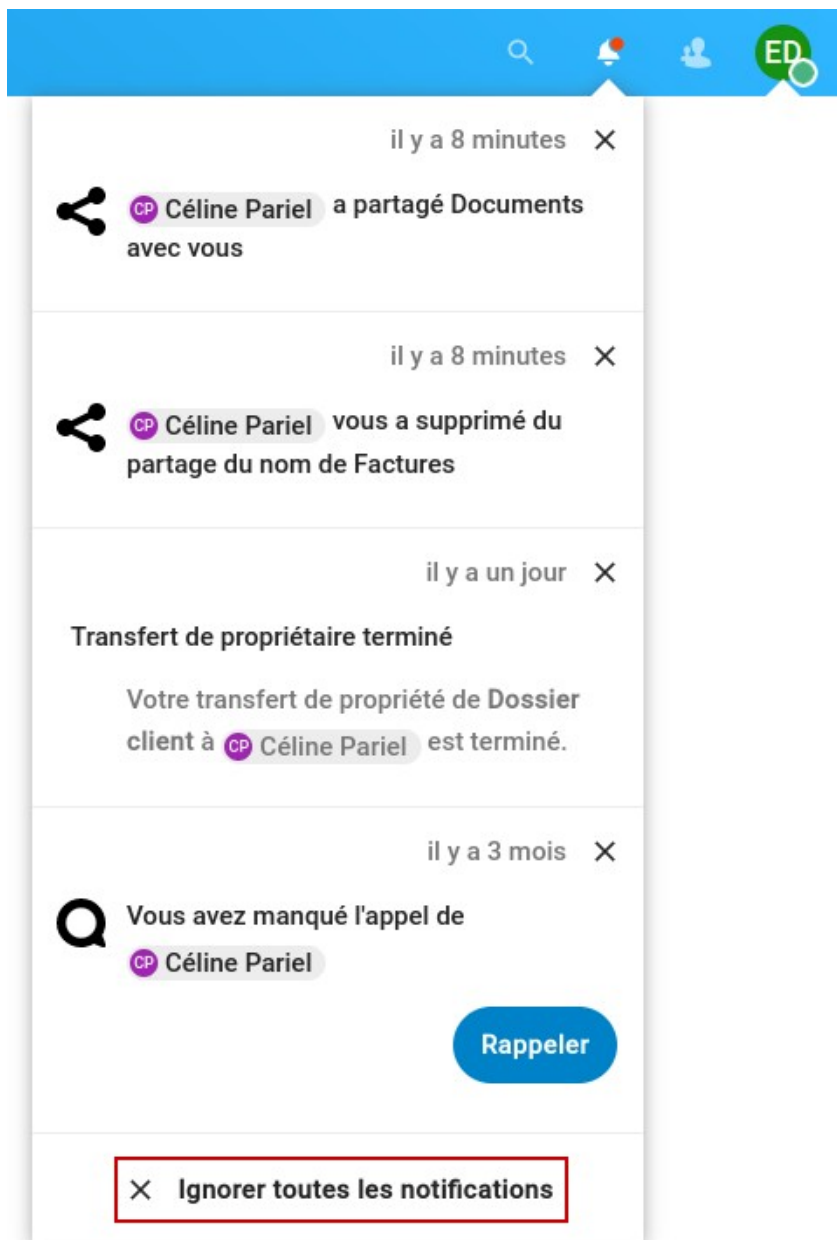 ED
il y a 8 minutes
CP Céline Pariel a partagé Documents
avec vous
il y a 8 minutes
CP Céline Pariel vous a supprimé du
partage du nom de Factures
il y a un jour
Transfert de propriétaire terminé
Votre transfert de propriété de Dossier
client à CP Céline Pariel est terminé.
il y a 3 mois
Vous avez manqué l'appel de
CP Céline Pariel
Rappeler
Ignorer toutes les notifications